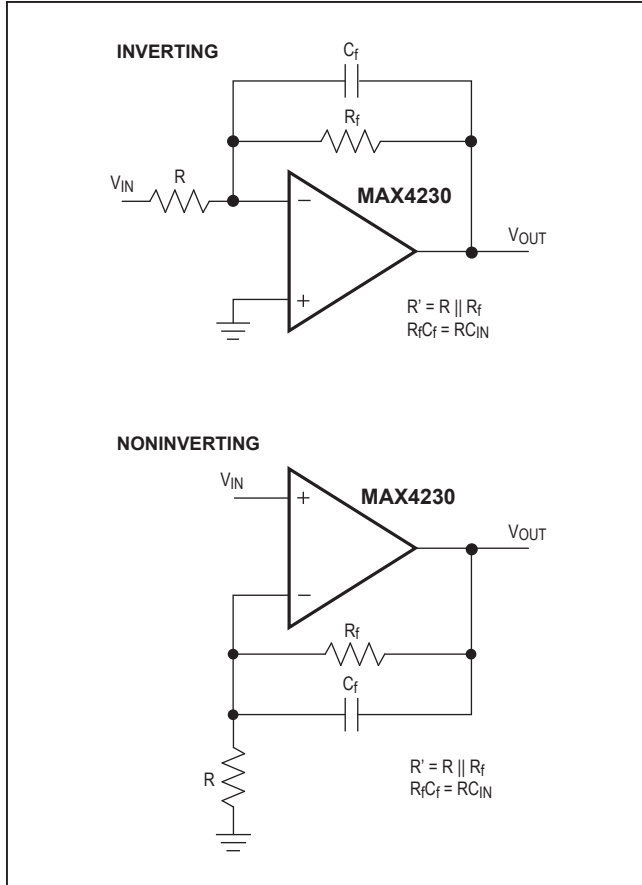 INVERTING
Cf
Rf
VIN
R
−
MAX4230
VOUT
+
R' = R || Rf
RfCf = RCIN
NONINVERTING
VIN
+
MAX4230
VOUT
−
Rf
Cf
R
R' = R || Rf
RfCf = RCIN